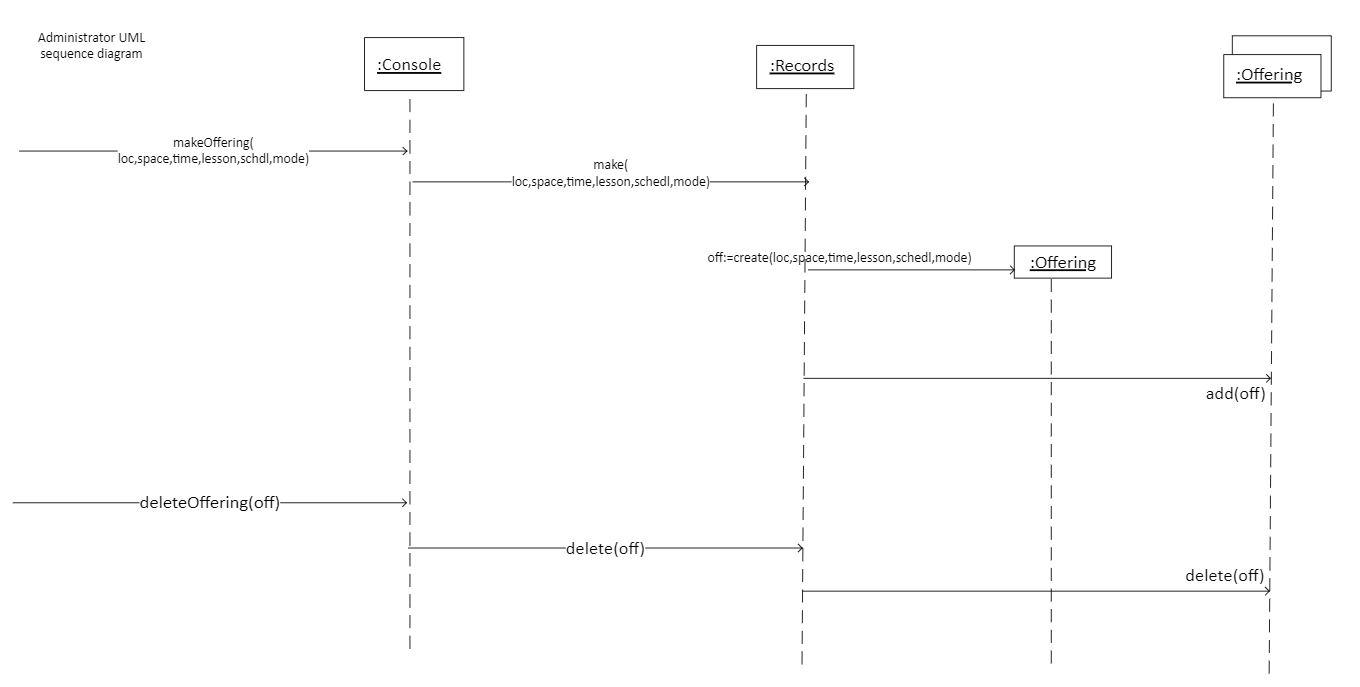 Administrator UML
sequence diagram
:Console
:Records
:Offering
makeOffering(
loc,space,time,lesson,schdl,mode)
make(
loc,space,time,lesson,schedl,mode)
off:=create(loc,space,time,lesson,schedl,mode)
:Offering
add(off)
deleteOffering(off)
delete(off)
delete(off)